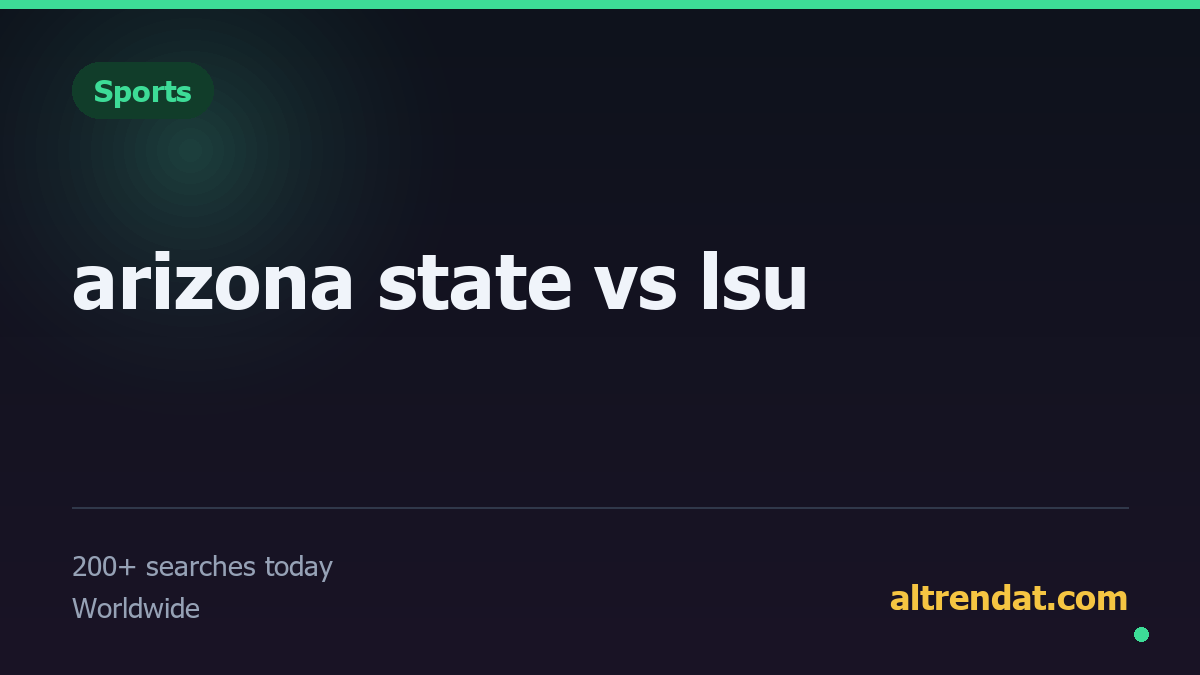 Sports
arizona state vs lsu
200+ searches today
Worldwide
altrendat.com